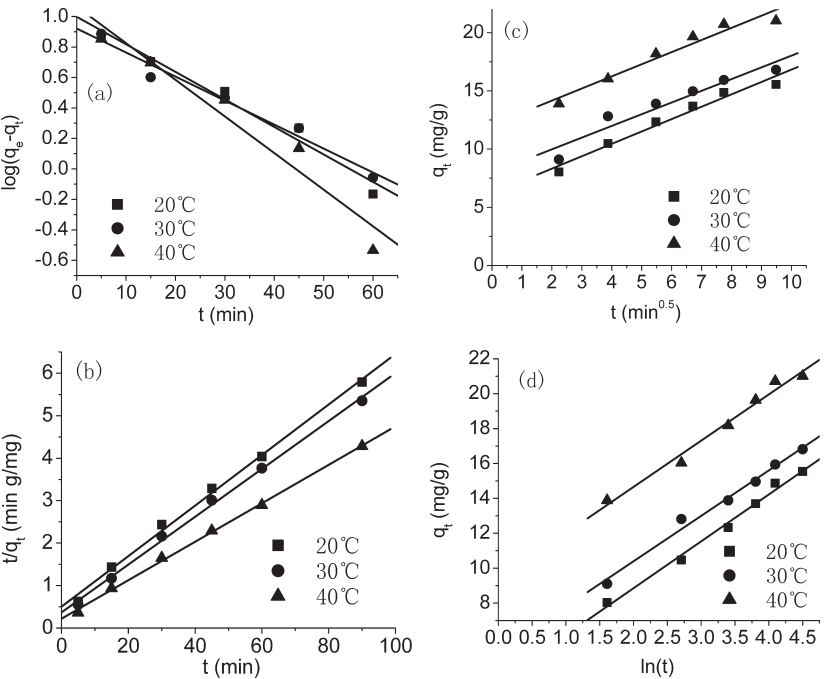 (a)
log(qe-qt)
1.0
0.8
0.6
0.4
0.2
0.0
-0.2
-0.4
-0.6
20℃
30℃
40℃
0 10 20 30 40 50 60
t (min)
(c)
qt (mg/g)
20
15
10
5
0
20℃
30℃
40℃
0 1 2 3 4 5 6 7 8 9 10
t (min0.5)
(b)
t/qt (min g/mg)
6
5
4
3
2
1
0
20℃
30℃
40℃
0 20 40 60 80 100
t (min)
(d)
qt (mg/g)
22
20
18
16
14
12
10
8
20℃
30℃
40℃
0.0 0.5 1.0 1.5 2.0 2.5 3.0 3.5 4.0 4.5
ln(t)